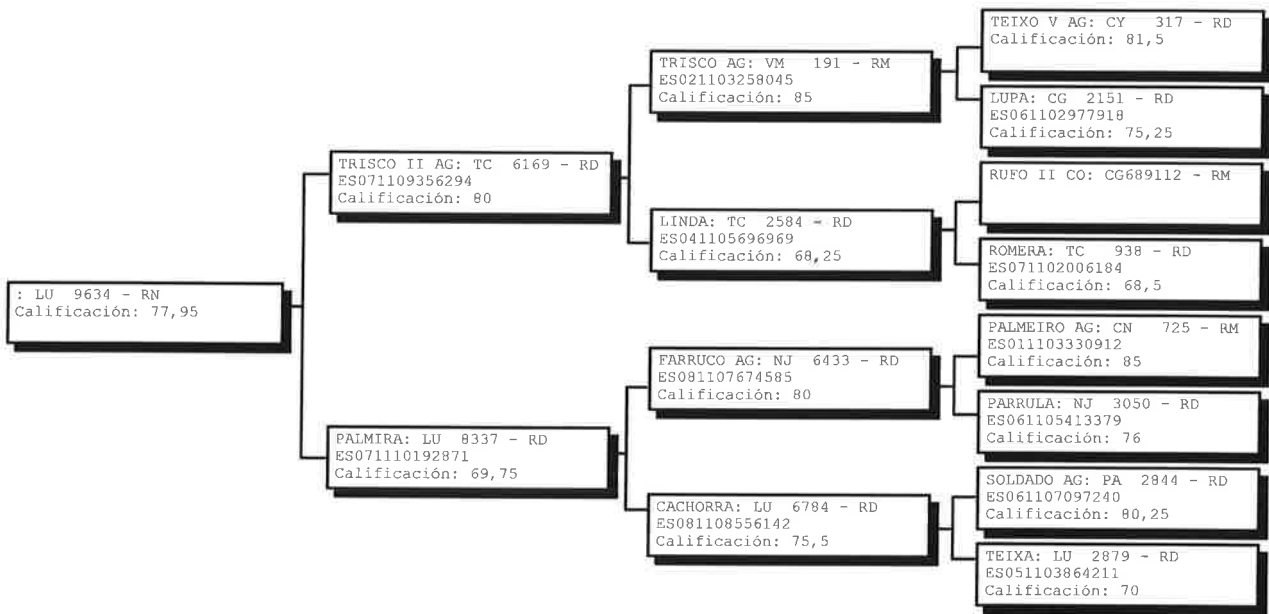 TEIXO V AG: CY 317 - RD
Calificación: 81,5
TRISCO AG: VM 191 - RM
ES021103258045
Calificación: 85
LUPA: CG 2151 - RD
ES061102977918
Calificación: 75,25
TRISCO II AG: TC 6169 - RD
ES071109356294
Calificación: 80
RUFO II CO: CG689112 - RM
LINDA: TC 2584 - RD
ES041105696969
Calificación: 68,25
ROMERA: TC 938 - RD
ES071102006184
Calificación: 68,5
: LU 9634 - RN
Calificación: 77,95
PALMEIRO AG: CN 725 - RM
ES011103330912
Calificación: 85
FARRUCO AG: NJ 6433 - RD
ES081107674585
Calificación: 80
PARRULA: NJ 3050 - RD
ES061105413379
Calificación: 76
PALMIRA: LU 8337 - RD
ES071110192871
Calificación: 69,75
SOLDADO AG: PA 2844 - RD
ES061107097240
Calificación: 80,25
CACHORRA: LU 6784 - RD
ES081108556142
Calificación: 75,5
TEIXA: LU 2879 - RD
ES051103864211
Calificación: 70